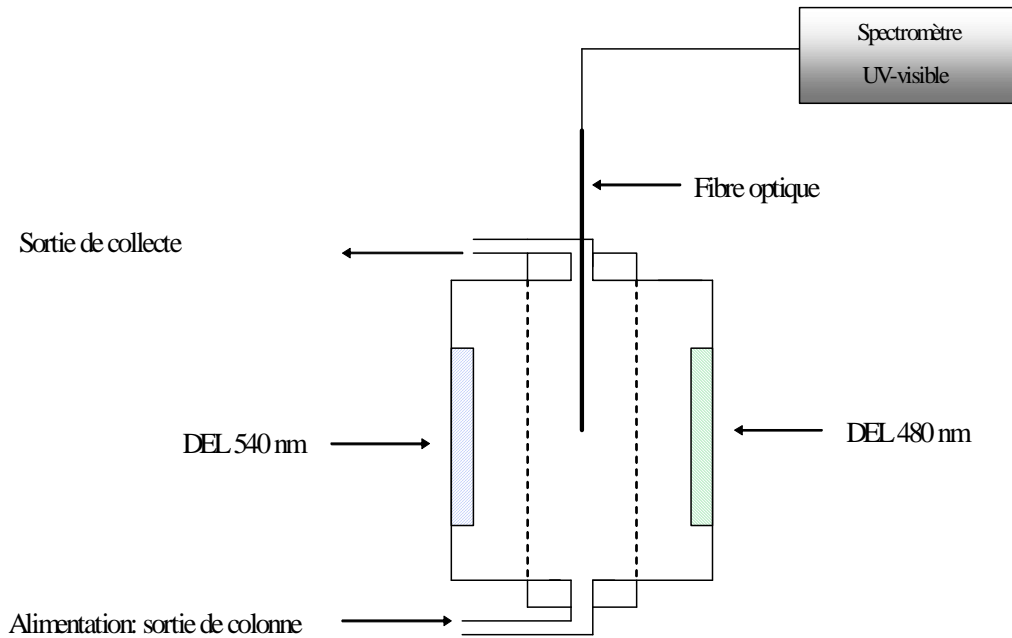 Spectromètre
UV-visible
Fibre optique
Sortie de collecte
DEL 540 nm
DEL 480 nm
Alimentation: sortie de colonne